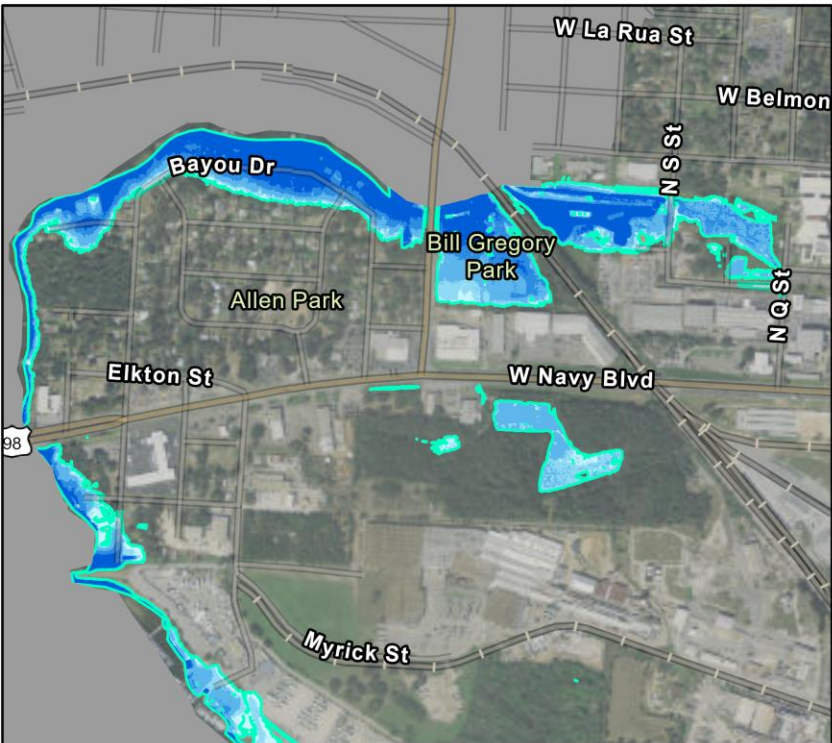 W La Rua St
W Belmon
N S St
Bayou Dr
Bill Gregory
Park
Allen Park
N Q St
Elkton St
W Navy Blvd
98
Myrick St